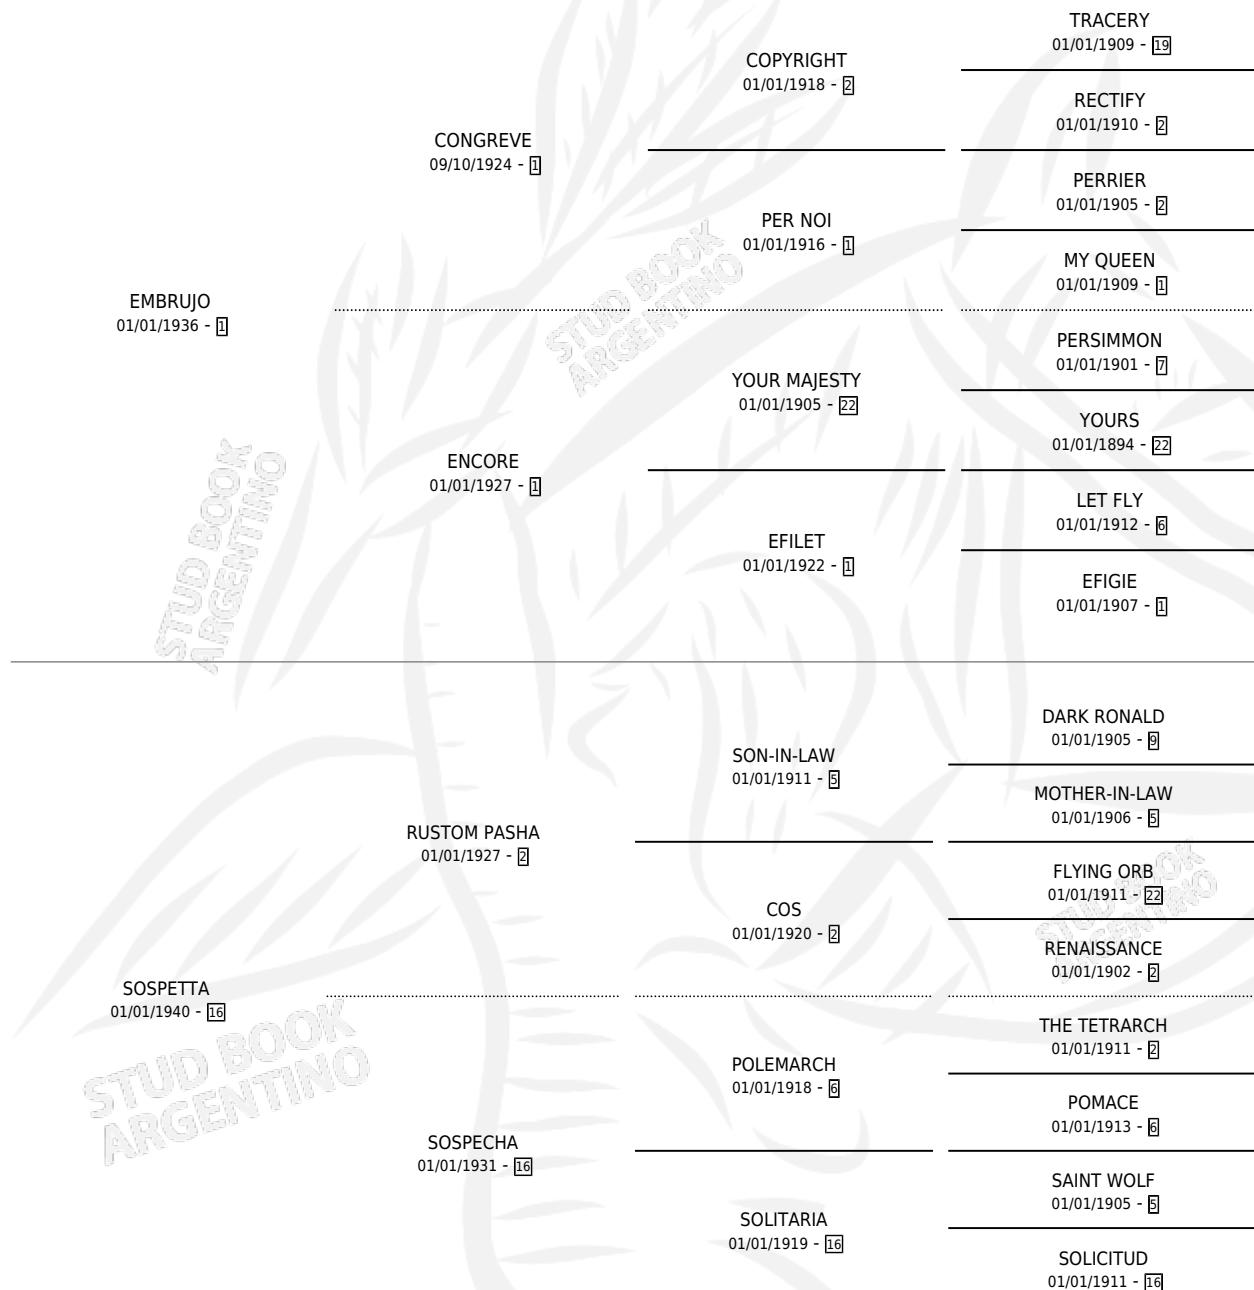 TRACERY
01/01/1909 - 19
COPYRIGHT
01/01/1918 - 2
RECTIFY
01/01/1910 - 2
CONGREVE
09/10/1924 - 1
PERRIER
01/01/1905 - 2
PER NOI
01/01/1916 - 1
MY QUEEN
01/01/1909 - 1
EMBRUJO
01/01/1936 - 1
PERSIMMON
01/01/1901 - 7
YOUR MAJESTY
01/01/1905 - 22
YOURS
01/01/1894 - 22
ENCORE
01/01/1927 - 1
LET FLY
01/01/1912 - 6
EFILET
01/01/1922 - 1
EFIGIE
01/01/1907 - 1
DARK RONALD
01/01/1905 - 9
SON-IN-LAW
01/01/1911 - 5
MOTHER-IN-LAW
01/01/1906 - 5
RUSTOM PASHA
01/01/1927 - 2
FLYING ORB
01/01/1911 - 22
COS
01/01/1920 - 2
RENAISSANCE
01/01/1902 - 2
SOSPETTA
01/01/1940 - 16
THE TETRARCH
01/01/1911 - 2
POLEMARCH
01/01/1918 - 6
POMACE
01/01/1913 - 6
SOSPECHA
01/01/1931 - 16
SAINT WOLF
01/01/1905 - 5
SOLITARIA
01/01/1919 - 16
SOLICITUD
01/01/1911 - 16
STUD BOOK
ARGENTINO
STUD BOOK
ARGENTINO
STUD BOOK
ARGENTINO
STUD BOOK
ARGENTINO